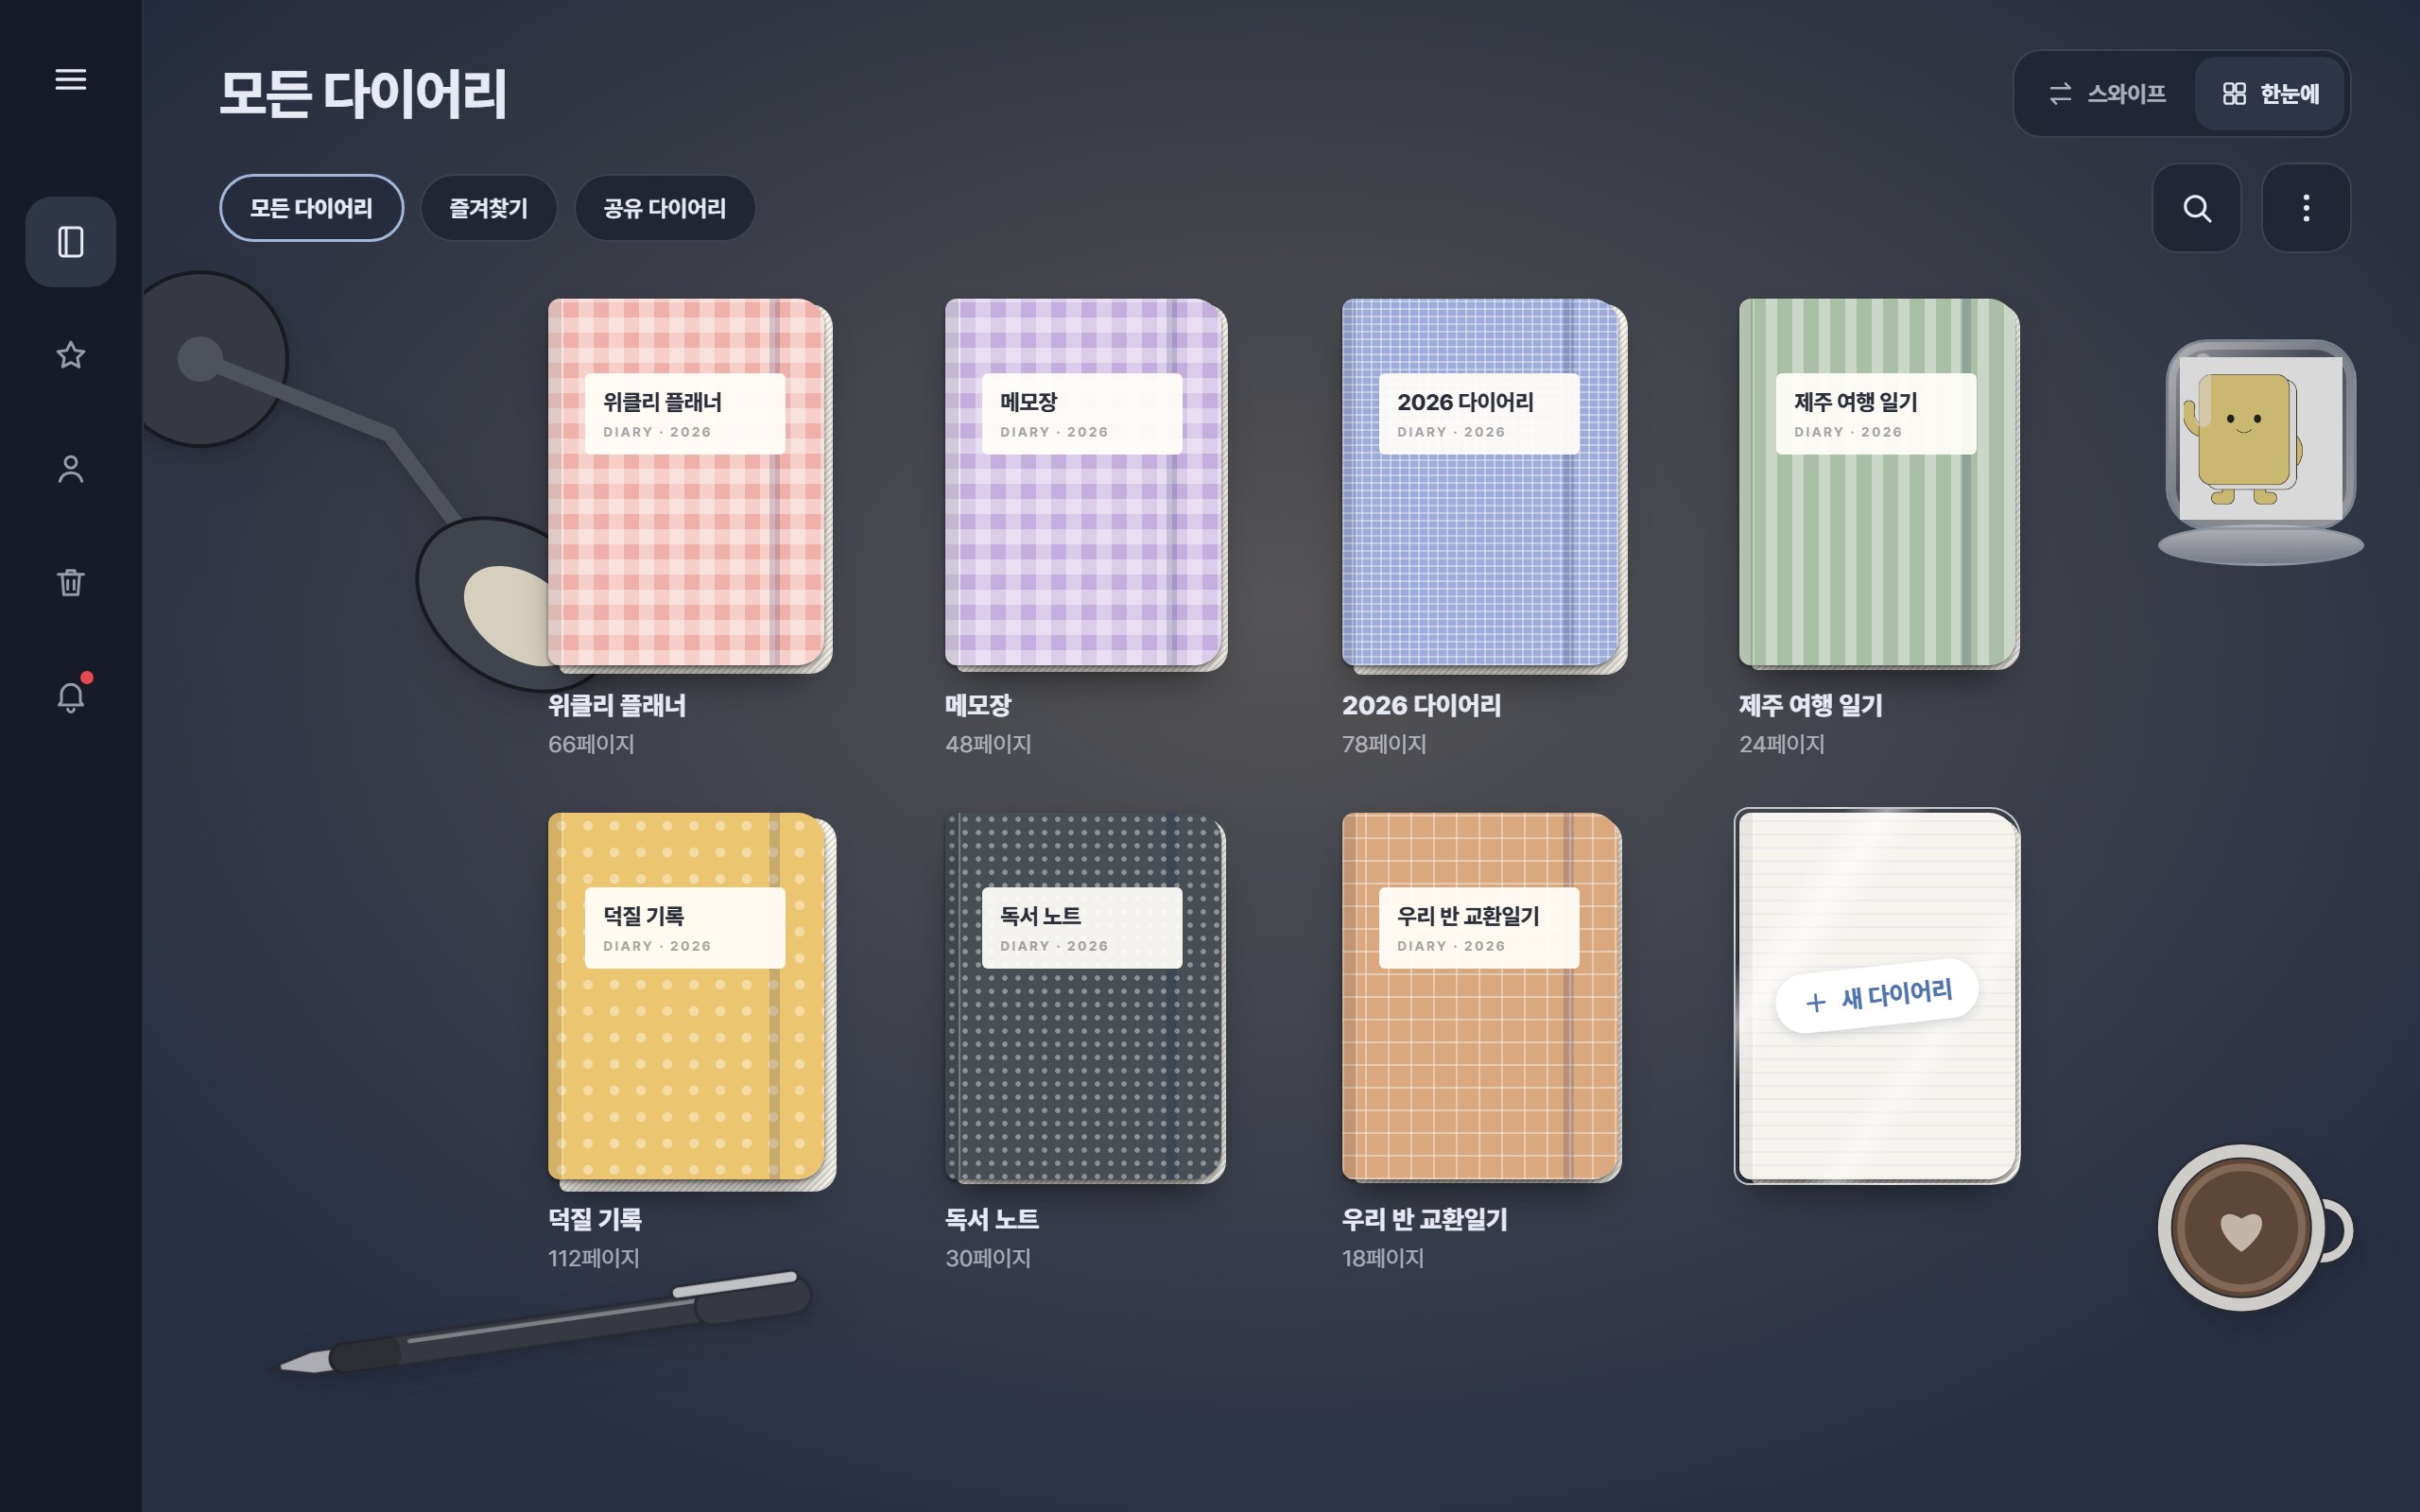 모든 다이어리
스와이프
한눈에
모든 다이어리
즐겨찾기
공유 다이어리
위클리 플래너
DIARY · 2026
메모장
DIARY · 2026
2026 다이어리
DIARY · 2026
제주 여행 일기
DIARY · 2026
위클리 플래너
66페이지
메모장
48페이지
2026 다이어리
78페이지
제주 여행 일기
24페이지
덕질 기록
DIARY · 2026
독서 노트
DIARY · 2026
우리 반 교환일기
DIARY · 2026
+ 새 다이어리
덕질 기록
112페이지
독서 노트
30페이지
우리 반 교환일기
18페이지